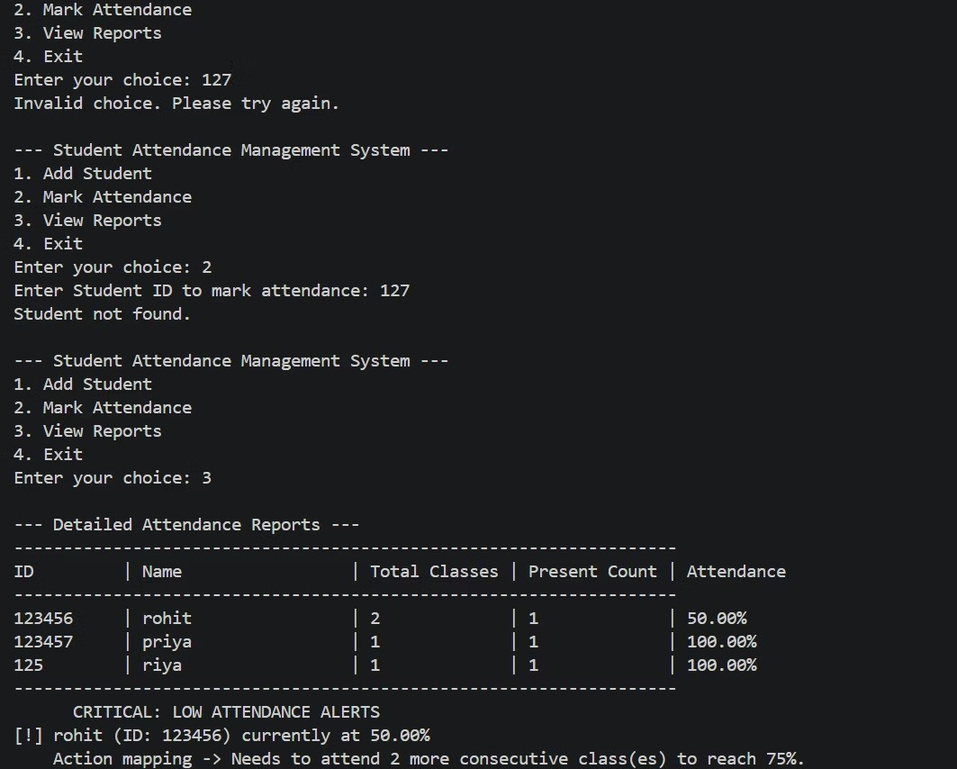 2. Mark Attendance
3. View Reports
4. Exit
Enter your choice: 127
Invalid choice. Please try again.
--- Student Attendance Management System ---
1. Add Student
2. Mark Attendance
3. View Reports
4. Exit
Enter your choice: 2
Enter Student ID to mark attendance: 127
Student not found.
--- Student Attendance Management System ---
1. Add Student
2. Mark Attendance
3. View Reports
4. Exit
Enter your choice: 3
--- Detailed Attendance Reports ---
-------------------------------------------------------------------
ID         | Name                 | Total Classes | Present Count | Attendance
-------------------------------------------------------------------
123456     | rohit                | 2             | 1             | 50.00%
123457     | priya                | 1             | 1             | 100.00%
125        | riya                 | 1             | 1             | 100.00%
-------------------------------------------------------------------
CRITICAL: LOW ATTENDANCE ALERTS
[!] rohit (ID: 123456) currently at 50.00%
Action mapping -> Needs to attend 2 more consecutive class(es) to reach 75%.